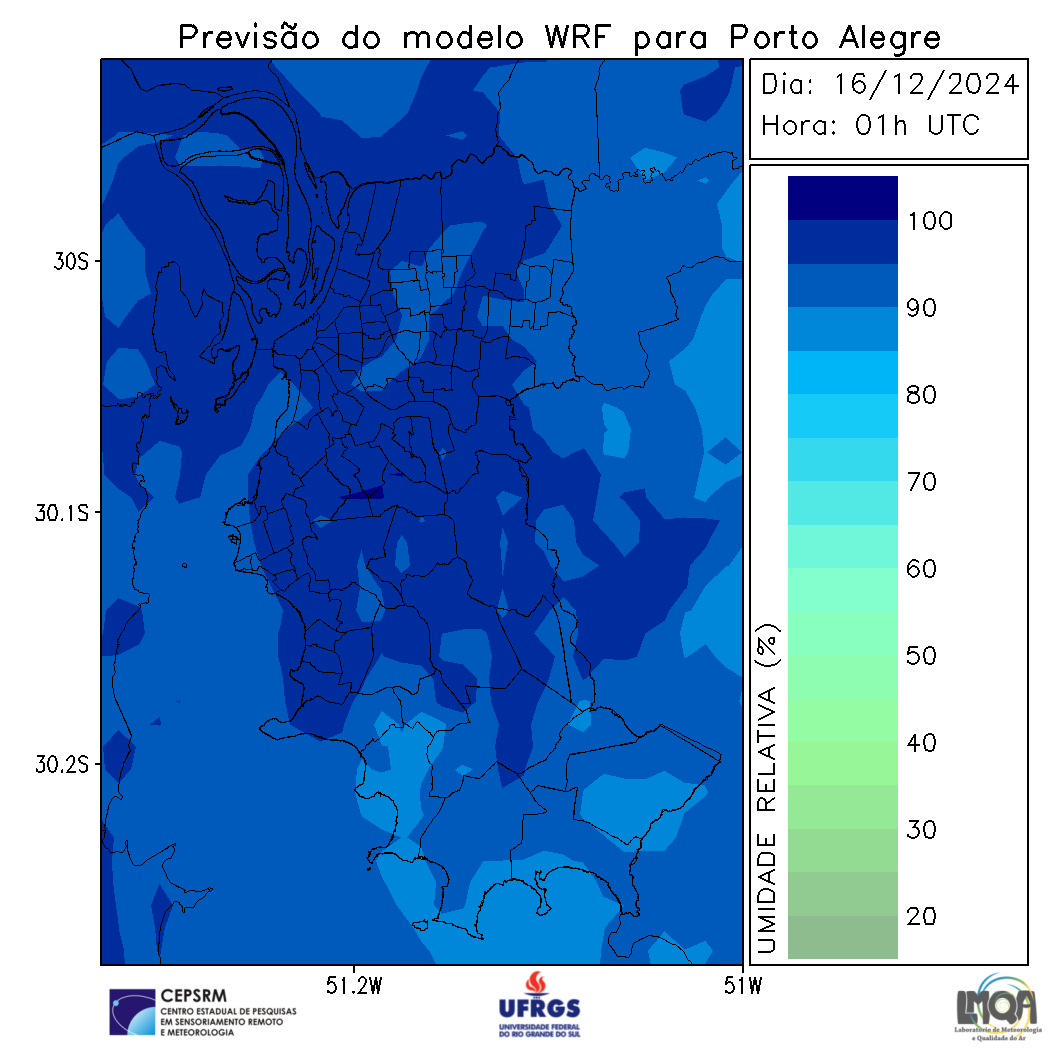 Previsão do modelo WRF para Porto Alegre
Dia: 16/12/2024
Hora: 01h UTC
30S
30.1S
30.2S
51.2W
51W
100
90
80
70
60
50
40
30
20
UMIDADE RELATIVA (%)
CEPSRM
CENTRO ESTADUAL DE PESQUISAS
EM SENSORIAMENTO REMOTO
E METEOROLOGIA
UFRGS
UNIVERSIDADE FEDERAL
DO RIO GRANDE DO SUL
LMQA
Laboratório de Meteorologia
e Qualidade do Ar